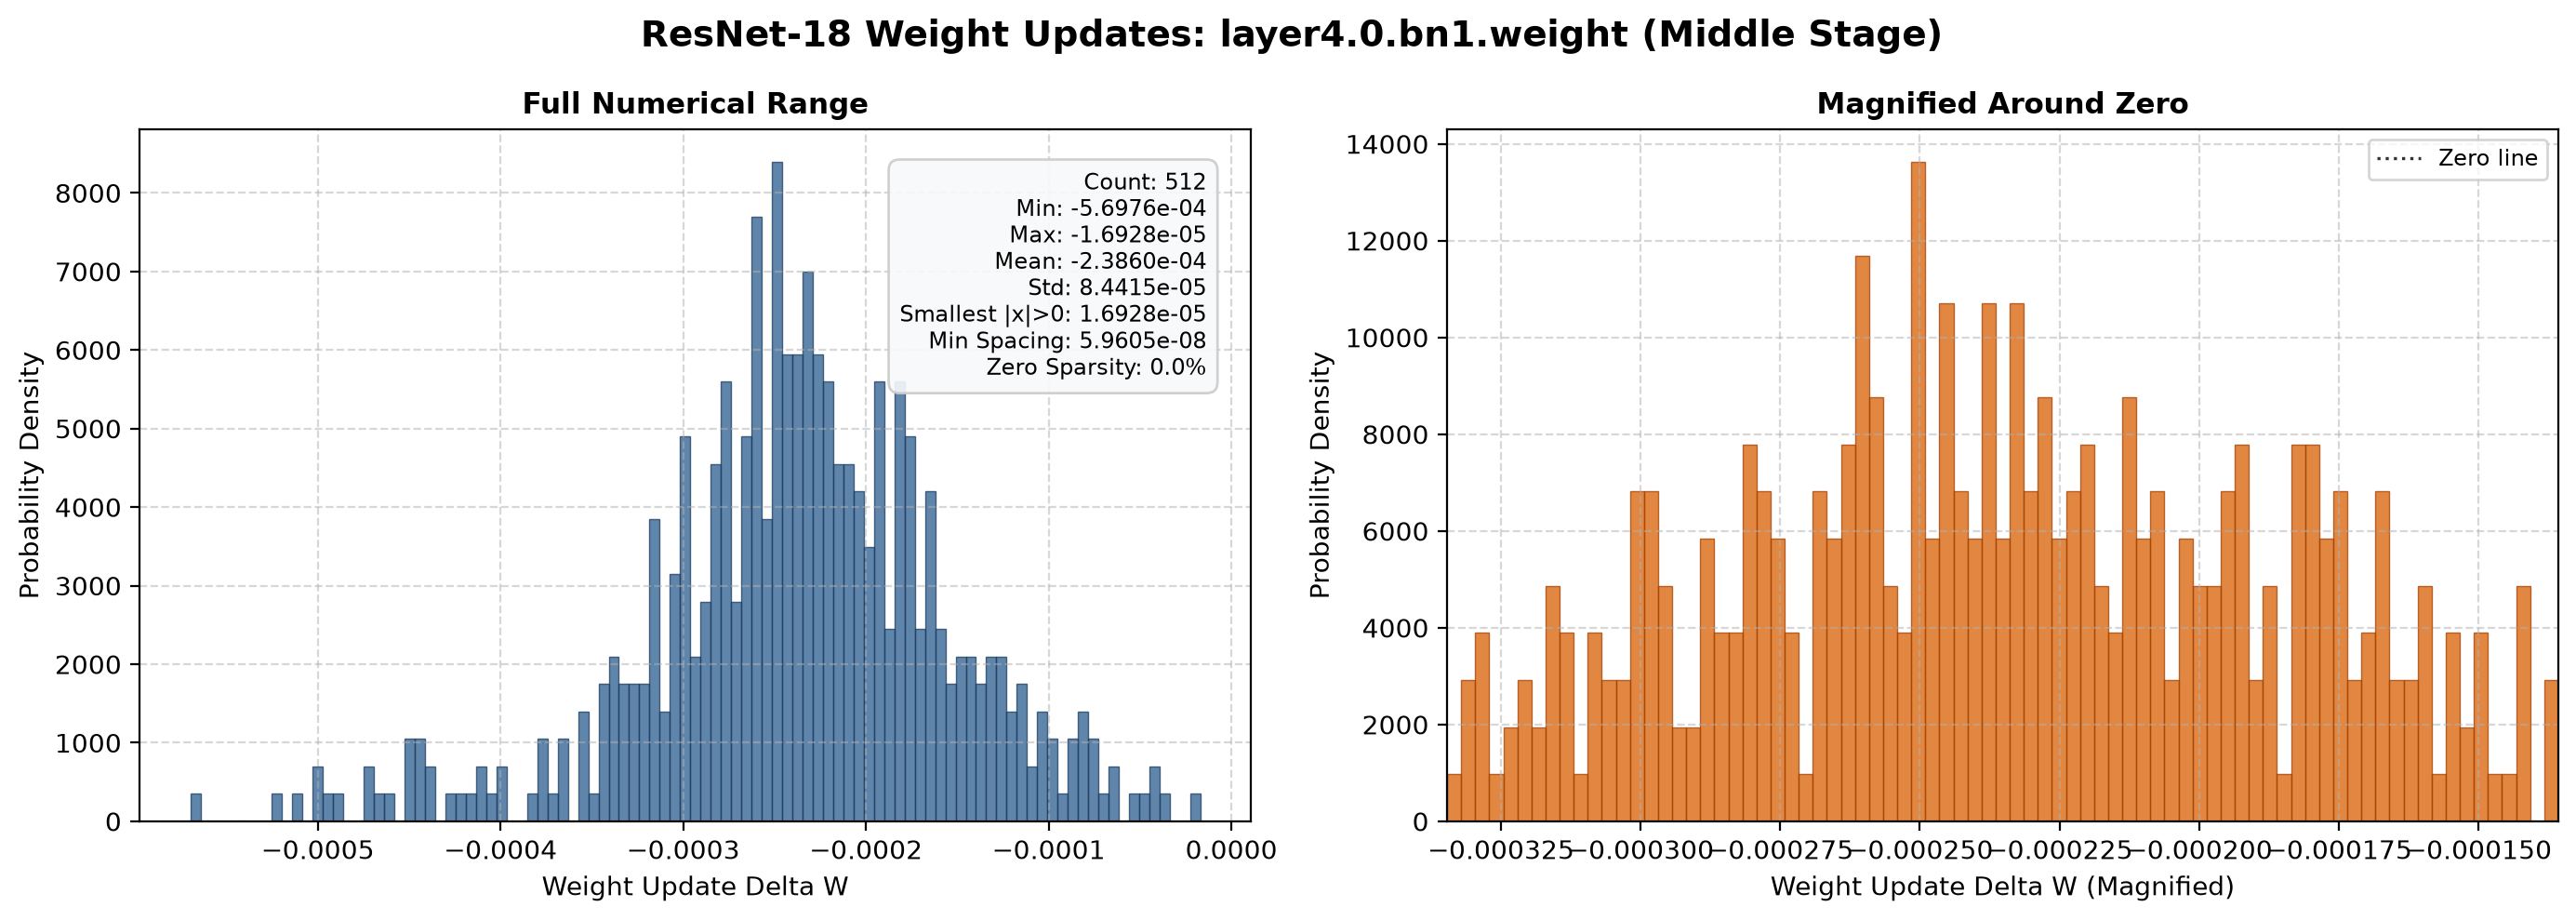 ResNet-18 Weight Updates: layer4.0.bn1.weight (Middle Stage)
Full Numerical Range
Probability Density
8000
7000
6000
5000
4000
3000
2000
1000
0
Count: 512
Min: -5.6976e-04
Max: -1.6928e-05
Mean: -2.3860e-04
Std: 8.4415e-05
Smallest |x|>0: 1.6928e-05
Min Spacing: 5.9605e-08
Zero Sparsity: 0.0%
−0.0005 −0.0004 −0.0003 −0.0002 −0.0001 0.0000
Weight Update Delta W
Magnified Around Zero
Probability Density
14000
12000
10000
8000
6000
4000
2000
0
Zero line
−0.000325 −0.000300 −0.000275 −0.000250 −0.000225 −0.000200 −0.000175 −0.000150
Weight Update Delta W (Magnified)